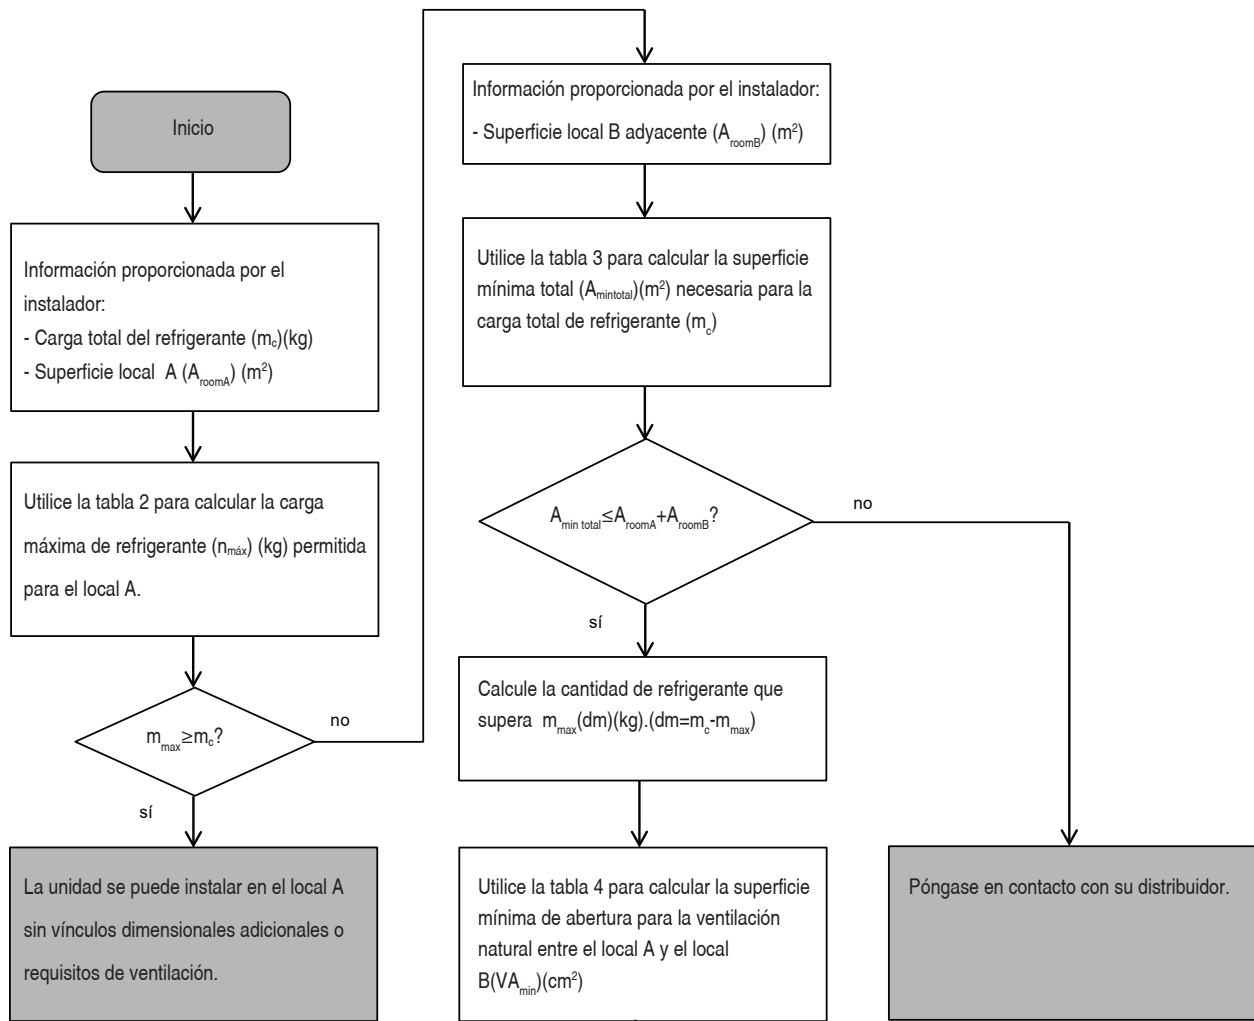 Inicio
Información proporcionada por el
instalador:
- Carga total del refrigerante (mc)(kg)
- Superficie local A (AroomA) (m²)
Utilice la tabla 2 para calcular la carga
máxima de refrigerante (nmáx) (kg) permitida
para el local A.
mmax≥mc?
no
sí
La unidad se puede instalar en el local A
sin vínculos dimensionales adicionales o
requisitos de ventilación.
Información proporcionada por el instalador:
- Superficie local B adyacente (AroomB) (m²)
Utilice la tabla 3 para calcular la superficie
mínima total (Amintotal)(m²) necesaria para la
carga total de refrigerante (mc)
Amin total≤AroomA+AroomB?
no
sí
Calcule la cantidad de refrigerante que
supera mmax(dm)(kg).(dm=mc-mmax)
Utilice la tabla 4 para calcular la superficie
mínima de abertura para la ventilación
natural entre el local A y el local
B(VAmin)(cm²)
Póngase en contacto con su distribuidor.